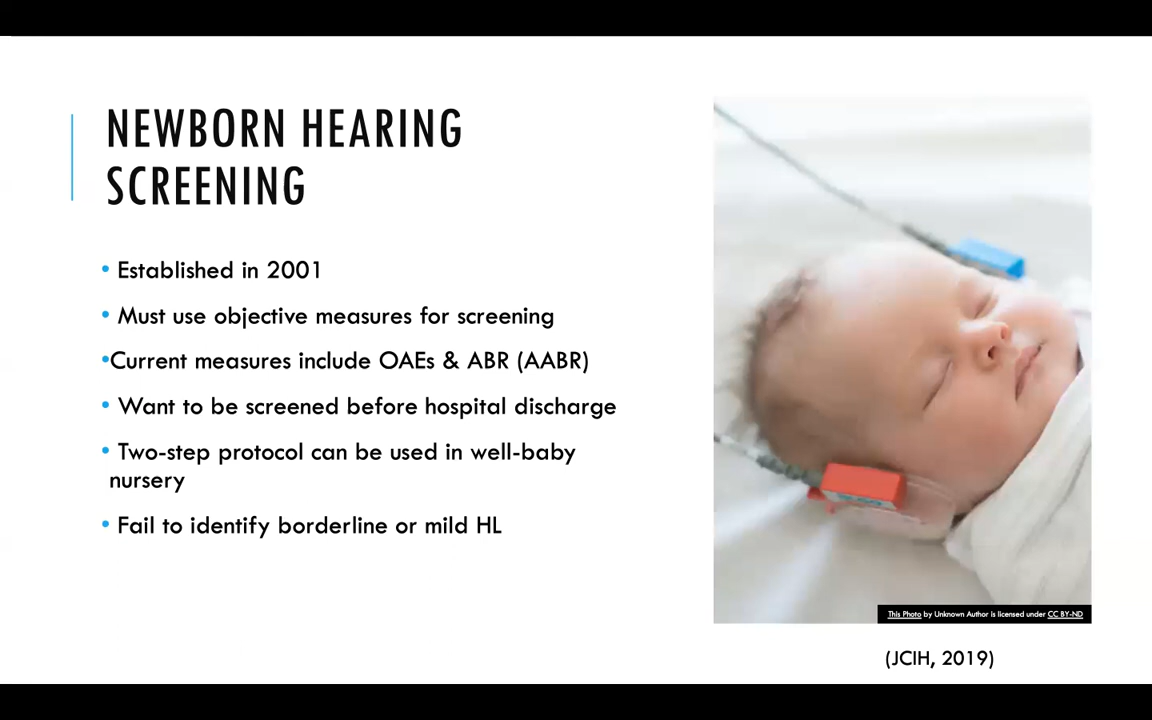 NEWBORN HEARING
SCREENING
• Established in 2001
• Must use objective measures for screening
•Current measures include OAEs & ABR (AABR)
• Want to be screened before hospital discharge
• Two-step protocol can be used in well-baby
nursery
• Fail to identify borderline or mild HL
This Photo by Unknown Author is licensed under CC BY-ND
(JCIH, 2019)